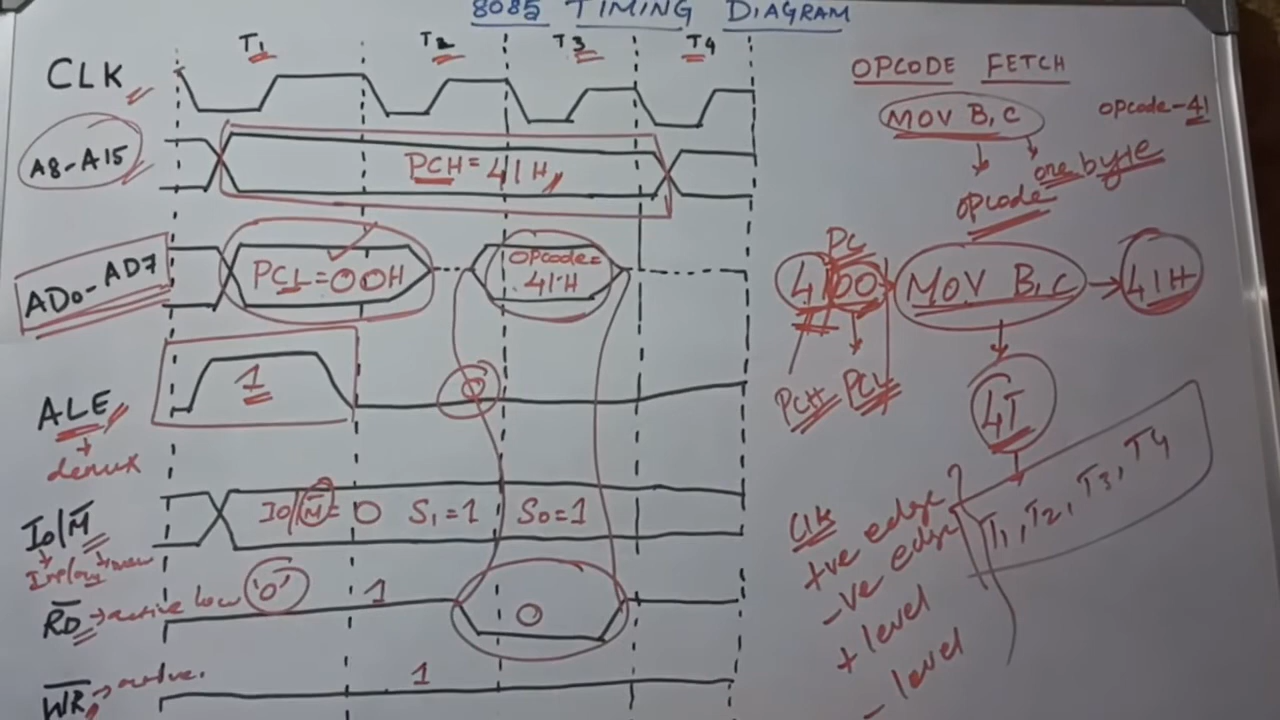 8085 TIMING DIAGRAM
T1 T2 T3 T4
CLK
A8-A15
PCH = 41H
AD0-AD7
PCL = 00H
Opcode =
41H
ALE
1
0
demux
IO/M̅
IO/M̅ = 0 S1 = 1 S0 = 1
R̅D̅ → active low '0'
1
0
W̅R̅ → active.
1
OPCODE FETCH
MOV B,C
opcode-41
one byte
opcode
PC
4100
MOV B,C → 41H
PCH PCL
4T
T1, T2, T3, T4
Clk
+ve edge
-ve edge
+ level
- level
?